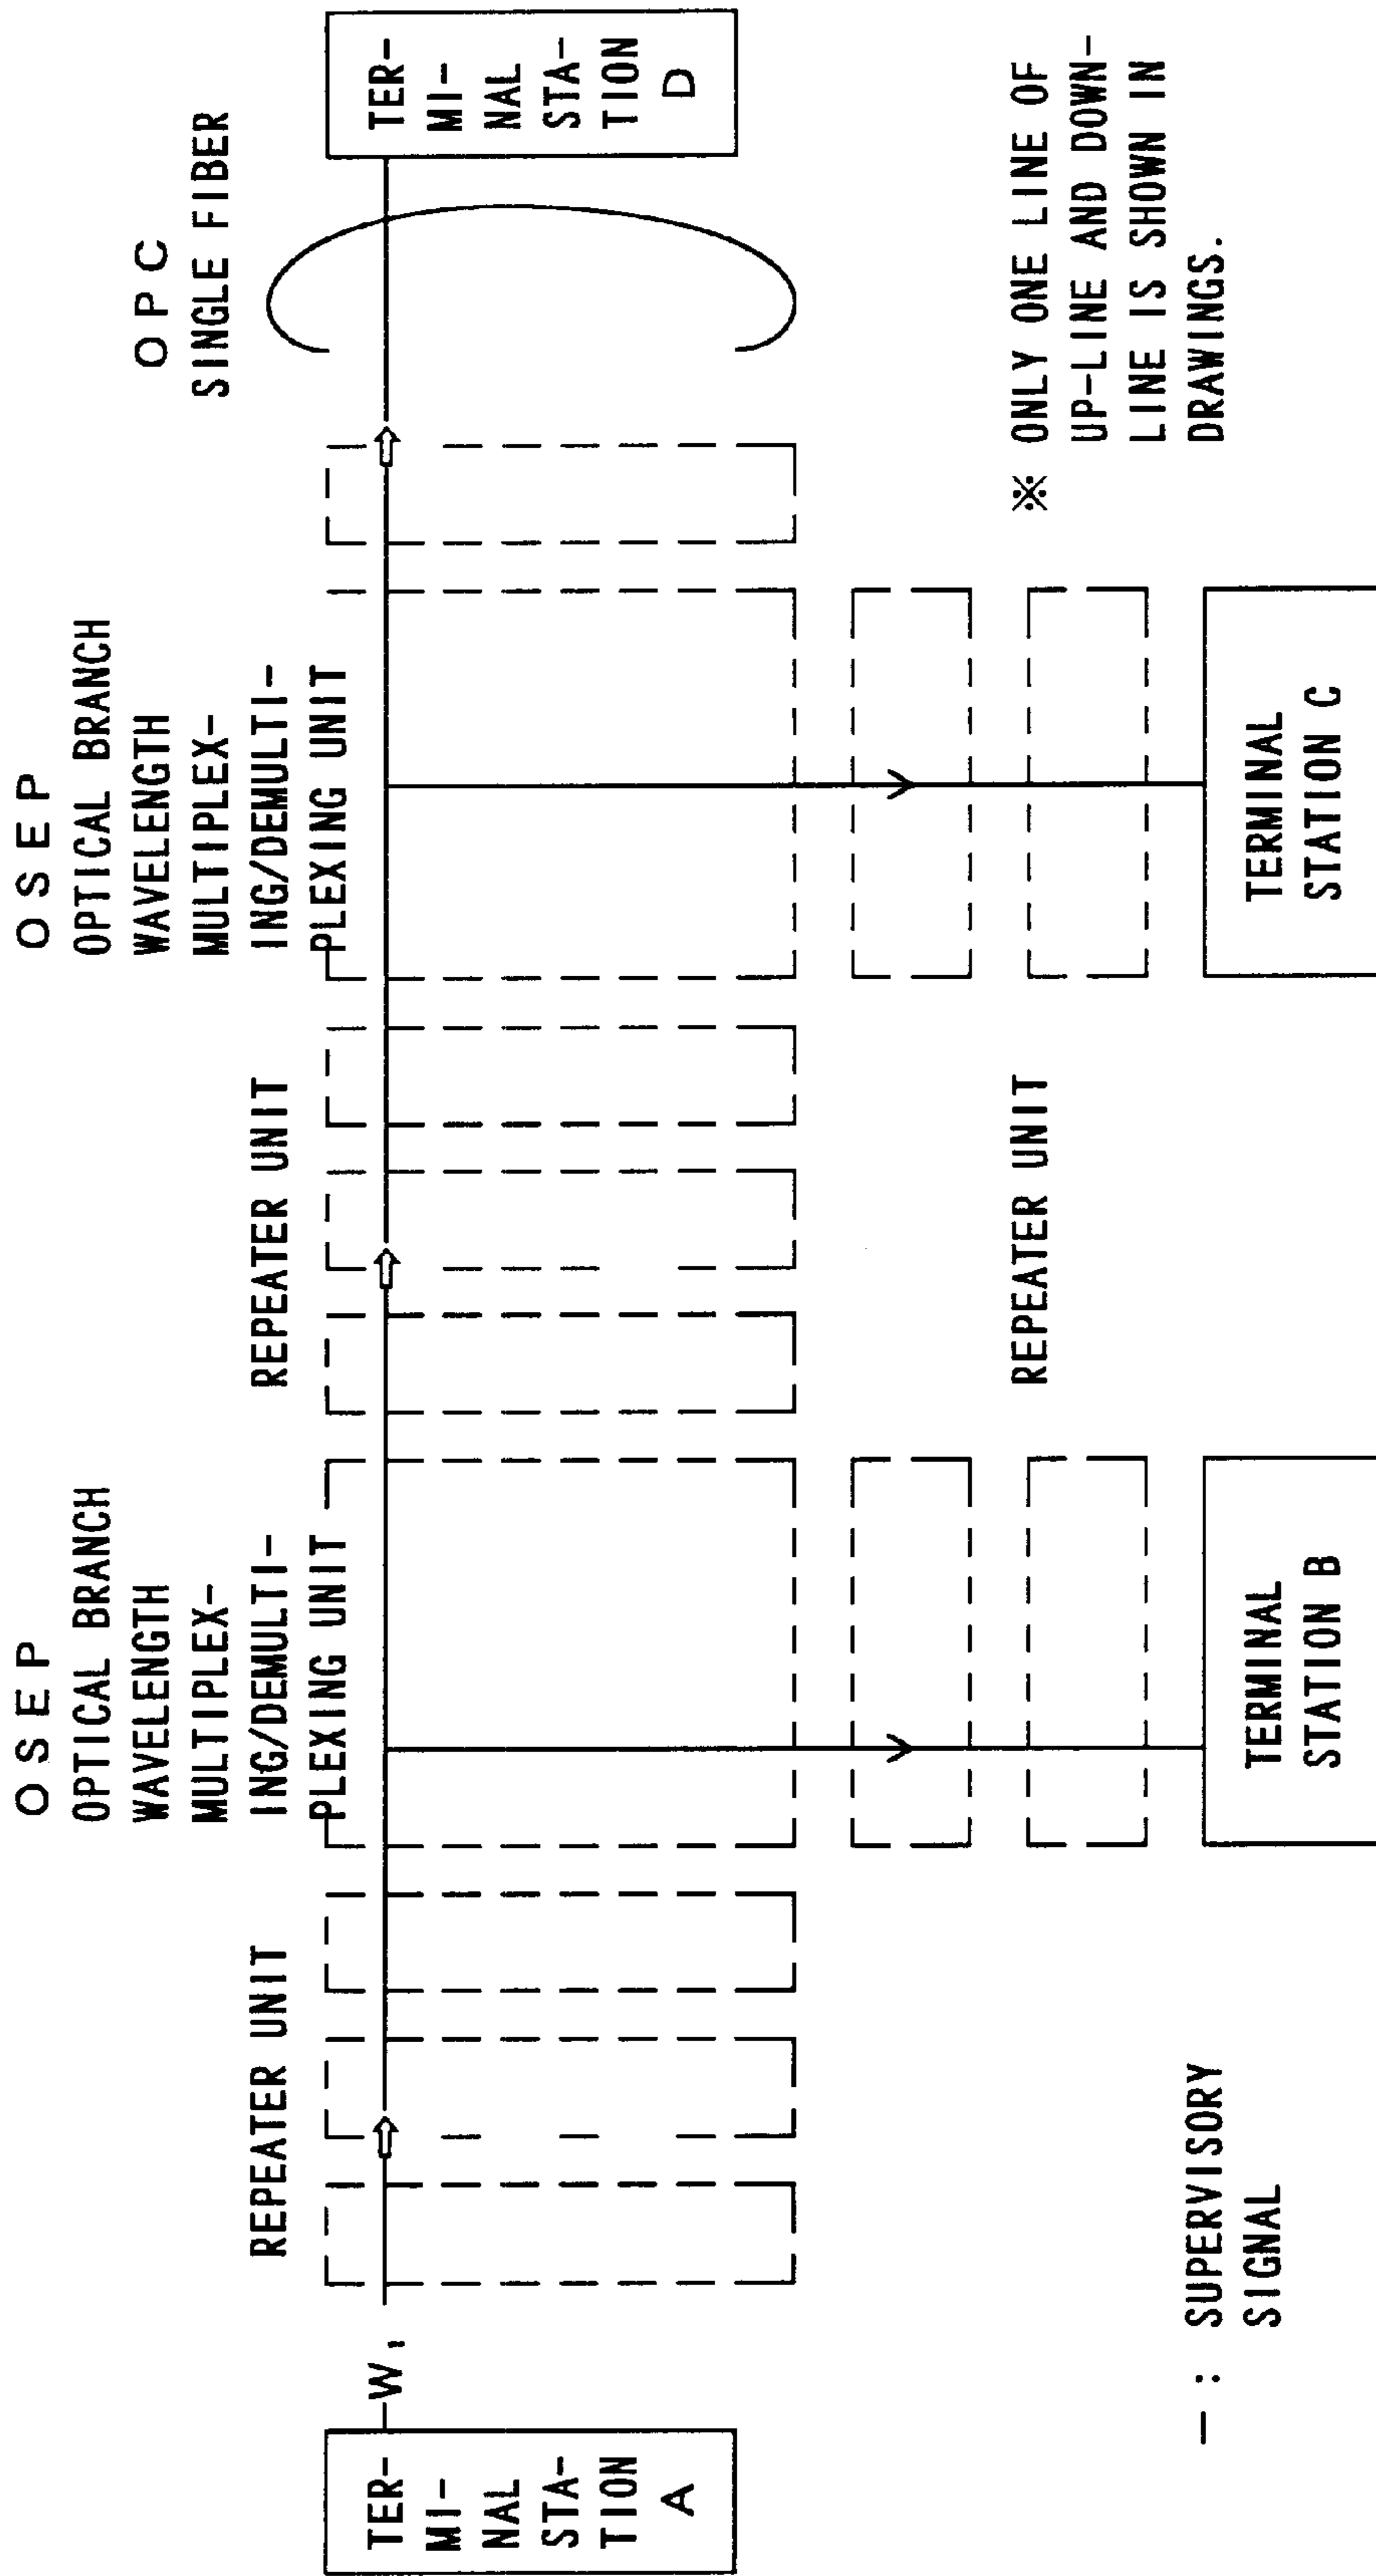 OSEP
OPTICAL BRANCH
WAVELENGTH
MULTIPLEX-
ING/DEMULTI-
PLEXING UNIT
OSEP
OPTICAL BRANCH
WAVELENGTH
MULTIPLEX-
ING/DEMULTI-
PLEXING UNIT
OPC
SINGLE FIBER
REPEATER UNIT
REPEATER UNIT
TER-
MI-
NAL
STA-
TION
A
W₁
TER-
MI-
NAL
STA-
TION
D
REPEATER UNIT
※ ONLY ONE LINE OF
UP-LINE AND DOWN-
LINE IS SHOWN IN
DRAWINGS.
— : SUPERVISORY
SIGNAL
TERMINAL
STATION B
TERMINAL
STATION C